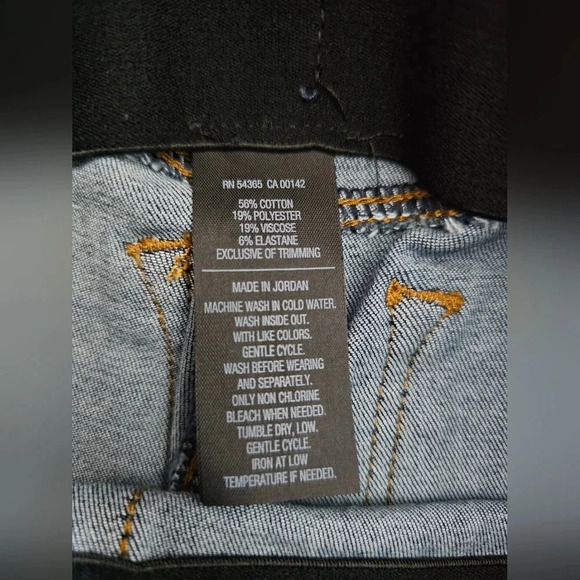 RN 54365 CA 00142
56% COTTON
19% POLYESTER
19% VISCOSE
6% ELASTANE
EXCLUSIVE OF TRIMMING
MADE IN JORDAN
MACHINE WASH IN COLD WATER.
WASH INSIDE OUT.
WITH LIKE COLORS.
GENTLE CYCLE.
WASH BEFORE WEARING
AND SEPARATELY.
ONLY NON CHLORINE
BLEACH WHEN NEEDED.
TUMBLE DRY, LOW.
GENTLE CYCLE.
IRON AT LOW
TEMPERATURE IF NEEDED.